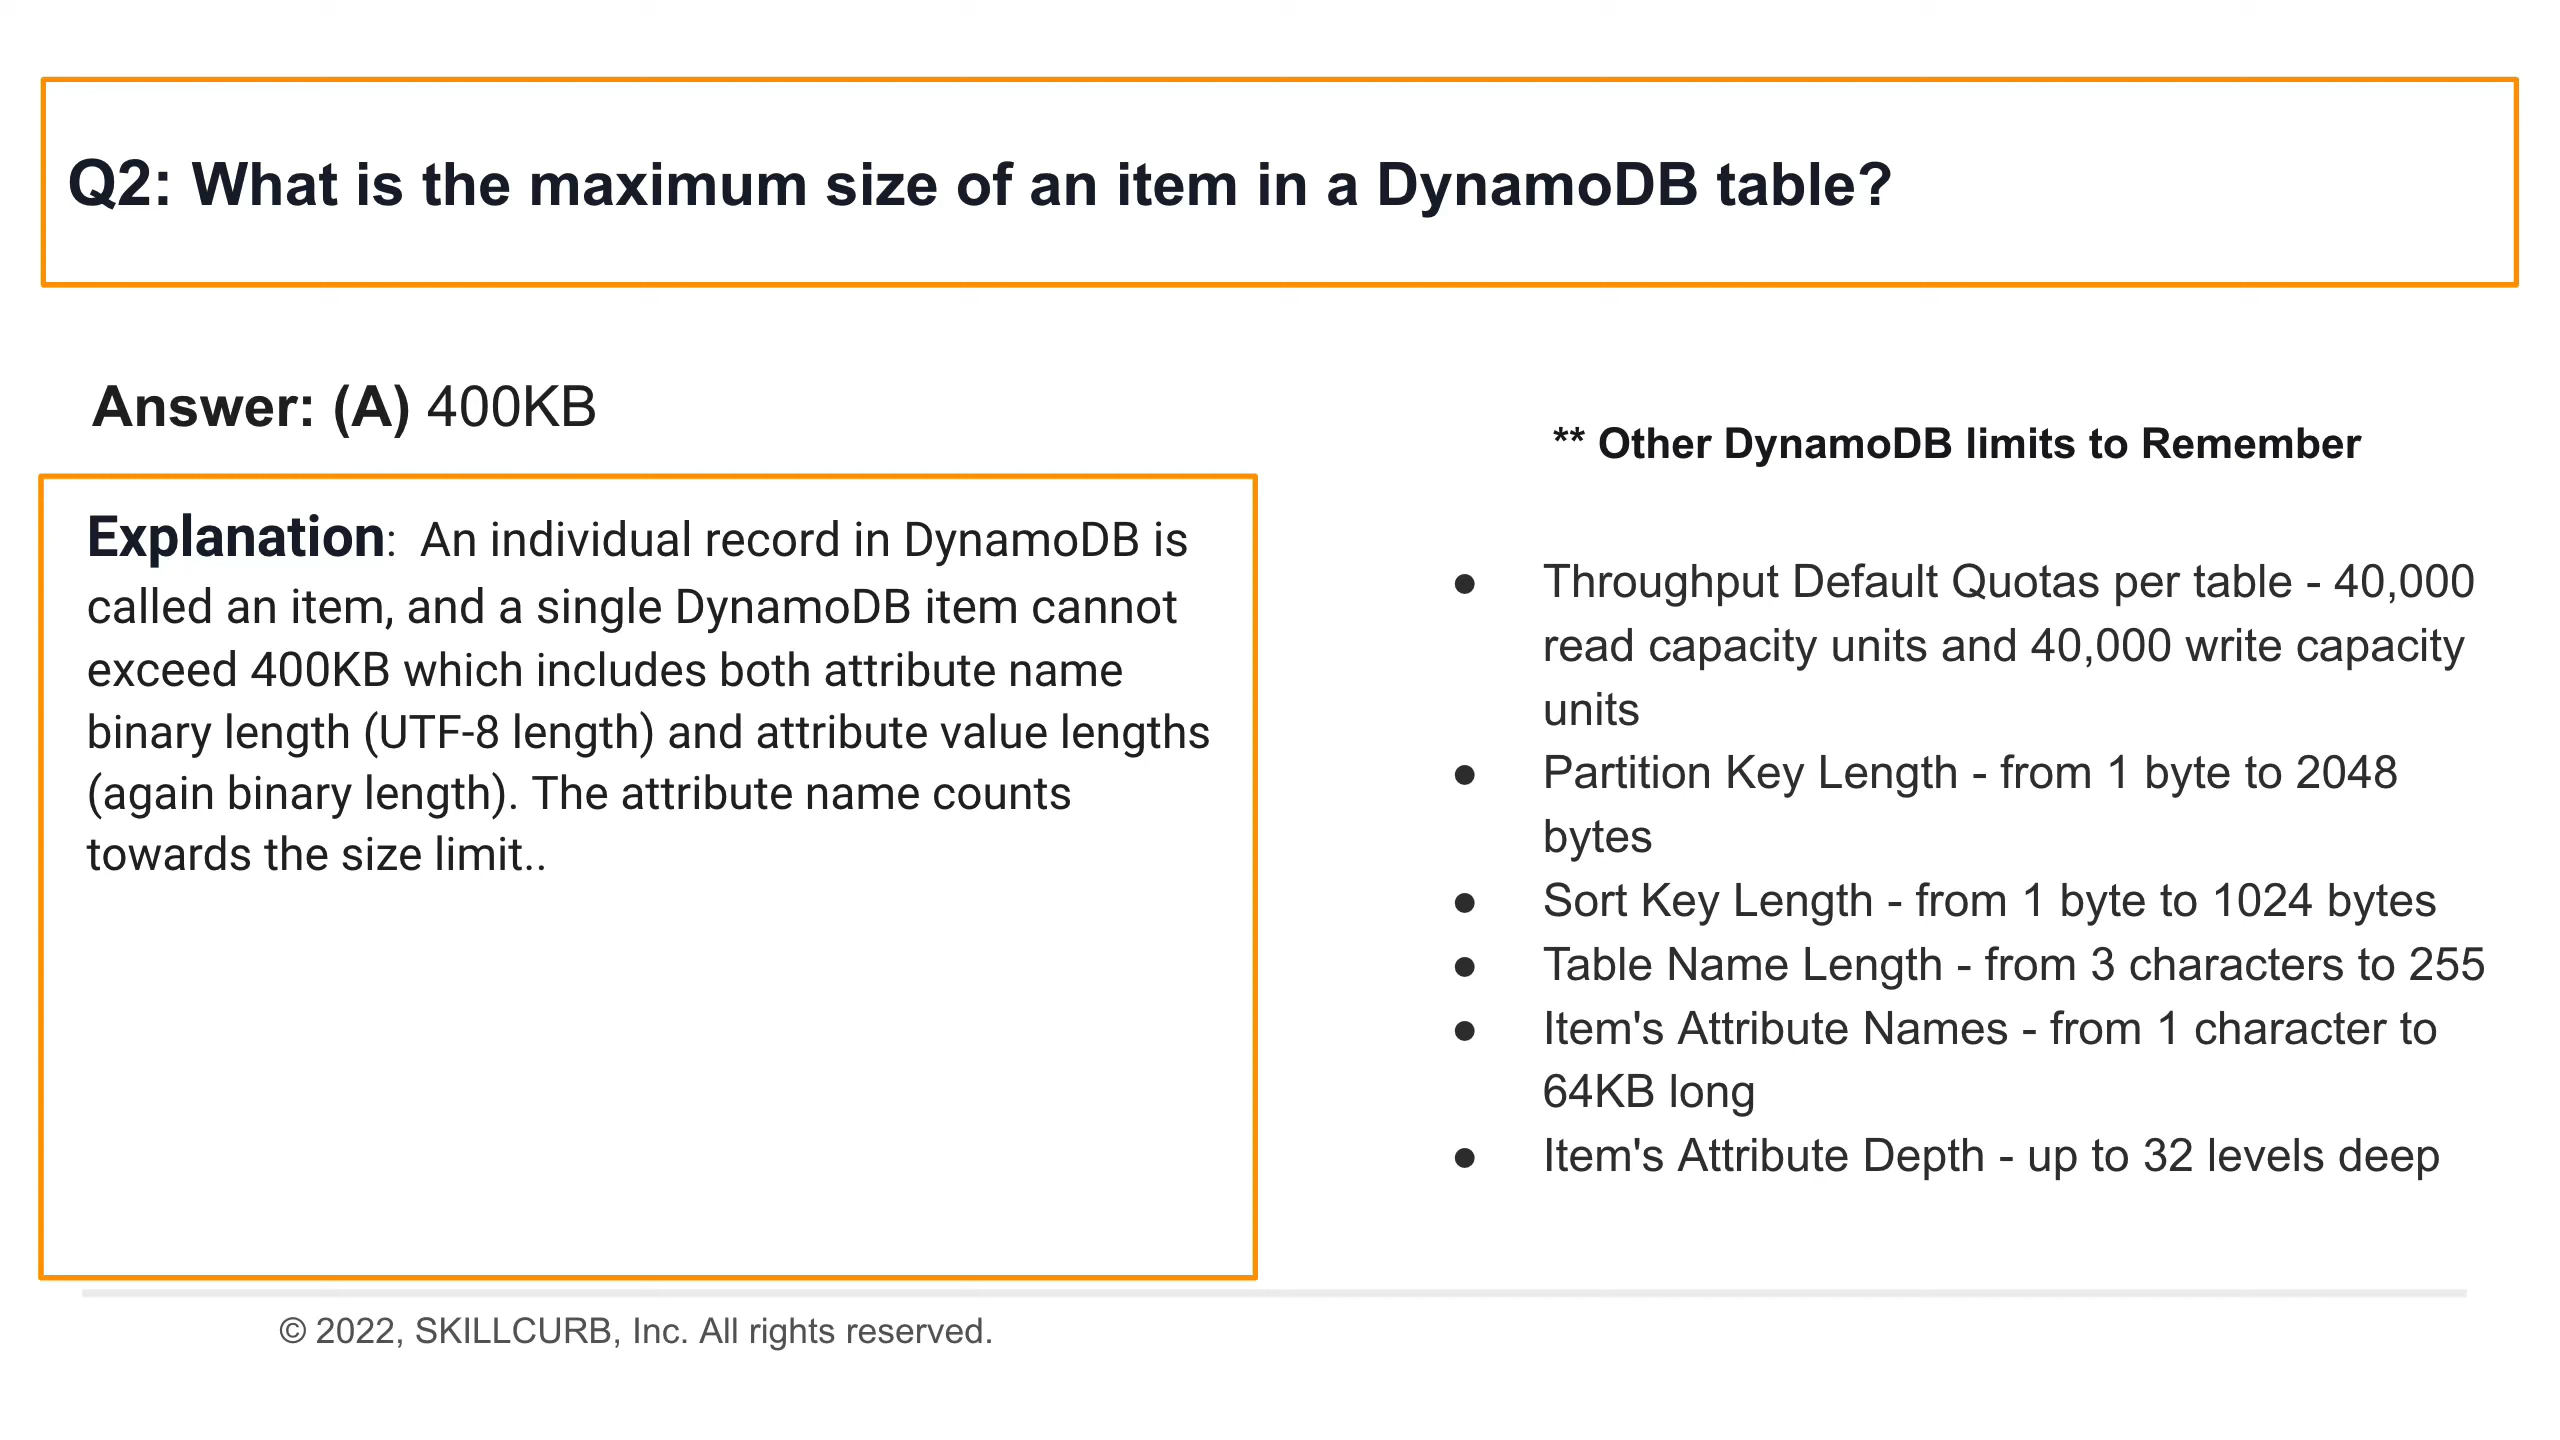 Q2: What is the maximum size of an item in a DynamoDB table?
Answer: (A) 400KB
Explanation: An individual record in DynamoDB is
called an item, and a single DynamoDB item cannot
exceed 400KB which includes both attribute name
binary length (UTF-8 length) and attribute value lengths
(again binary length). The attribute name counts
towards the size limit..
** Other DynamoDB limits to Remember
● Throughput Default Quotas per table - 40,000
read capacity units and 40,000 write capacity
units
● Partition Key Length - from 1 byte to 2048
bytes
● Sort Key Length - from 1 byte to 1024 bytes
● Table Name Length - from 3 characters to 255
● Item's Attribute Names - from 1 character to
64KB long
● Item's Attribute Depth - up to 32 levels deep
© 2022, SKILLCURB, Inc. All rights reserved.